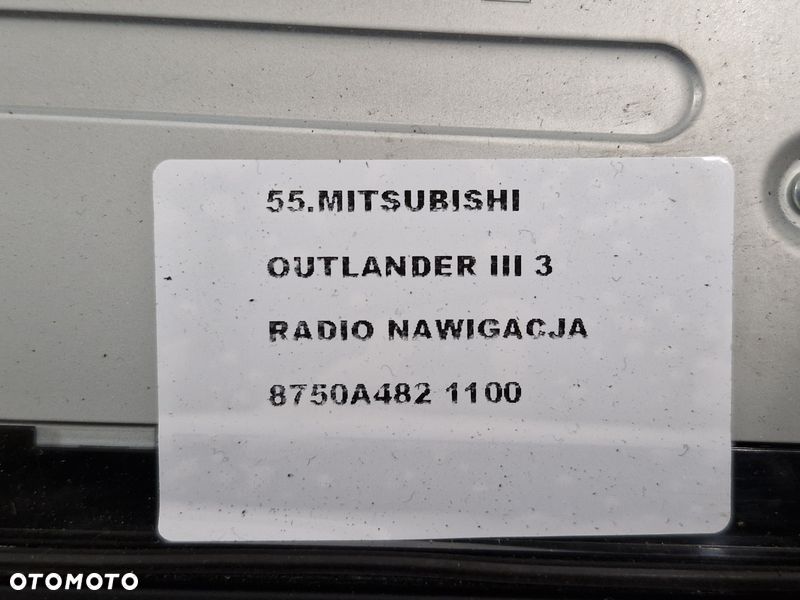 55.MITSUBISHI
OUTLANDER III 3
RADIO NAWIGACJA
8750A482 1100
OTOMOTO